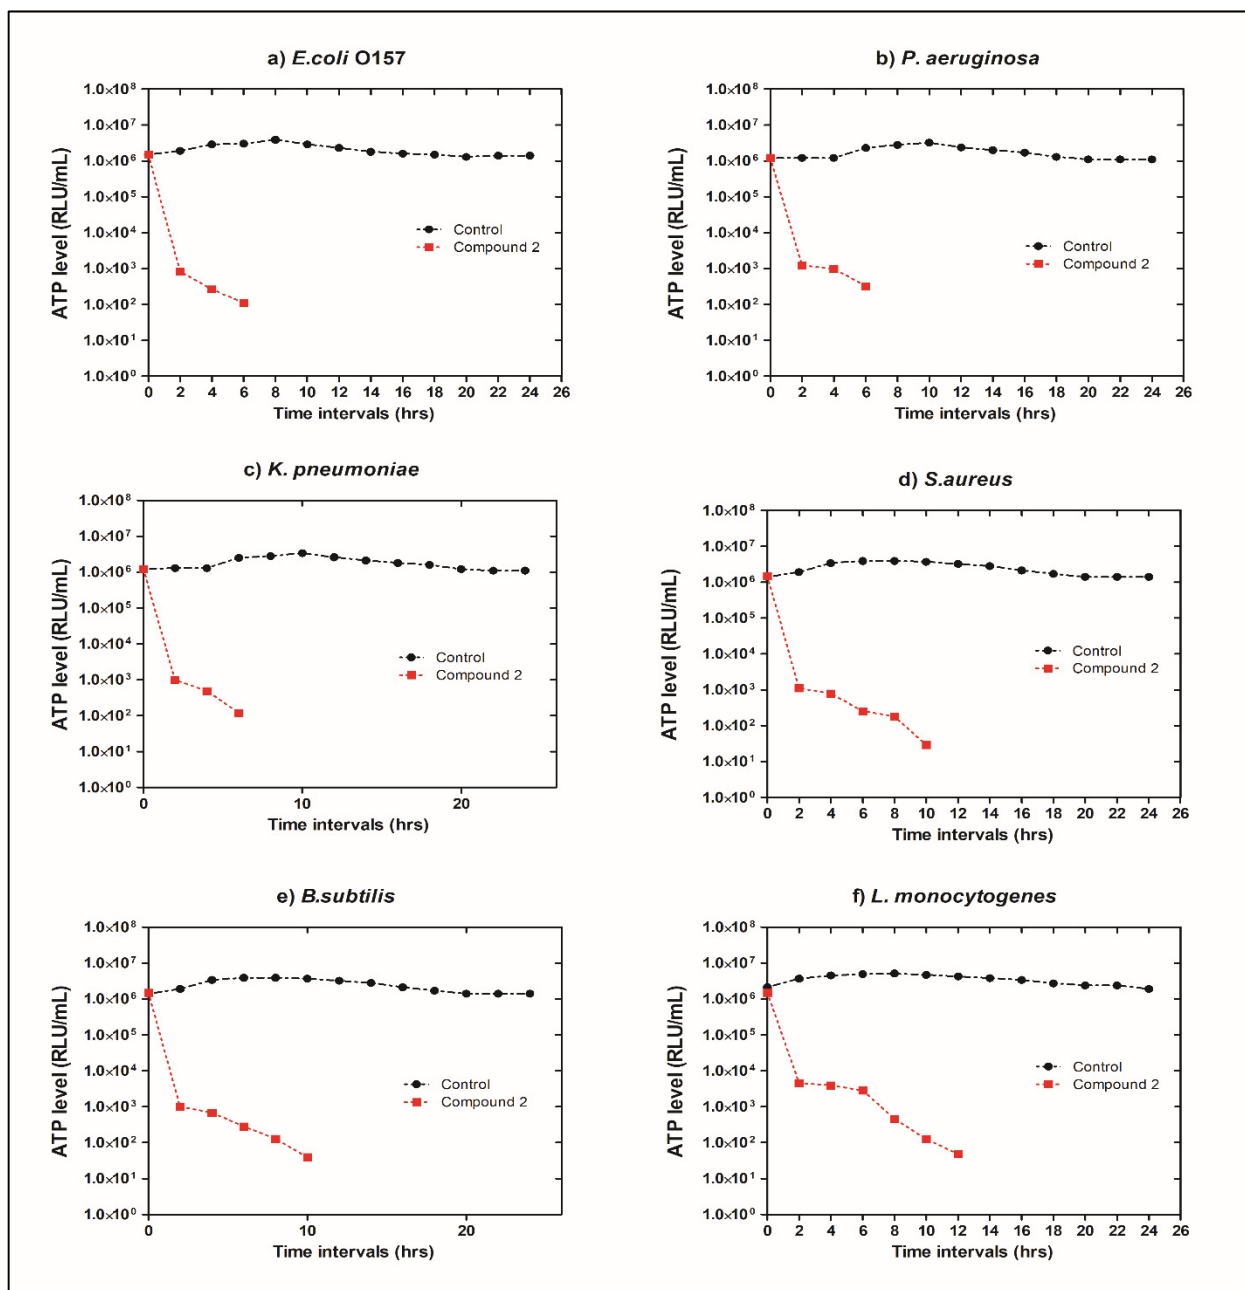 a) E.coli O157
1.0×10⁸
1.0×10⁷
1.0×10⁶
1.0×10⁵
1.0×10⁴
1.0×10³
1.0×10²
1.0×10¹
1.0×10⁰
ATP level (RLU/mL)
Control
Compound 2
0 2 4 6 8 10 12 14 16 18 20 22 24 26
Time intervals (hrs)
b) P. aeruginosa
1.0×10⁸
1.0×10⁷
1.0×10⁶
1.0×10⁵
1.0×10⁴
1.0×10³
1.0×10²
1.0×10¹
1.0×10⁰
ATP level (RLU/mL)
Control
Compound 2
0 2 4 6 8 10 12 14 16 18 20 22 24 26
Time intervals (hrs)
c) K. pneumoniae
1.0×10⁸
1.0×10⁷
1.0×10⁶
1.0×10⁵
1.0×10⁴
1.0×10³
1.0×10²
1.0×10¹
1.0×10⁰
ATP level (RLU/mL)
Control
Compound 2
0 10 20
Time intervals (hrs)
d) S.aureus
1.0×10⁸
1.0×10⁷
1.0×10⁶
1.0×10⁵
1.0×10⁴
1.0×10³
1.0×10²
1.0×10¹
1.0×10⁰
ATP level (RLU/mL)
Control
Compound 2
0 2 4 6 8 10 12 14 16 18 20 22 24 26
Time intervals (hrs)
e) B.subtilis
1.0×10⁸
1.0×10⁷
1.0×10⁶
1.0×10⁵
1.0×10⁴
1.0×10³
1.0×10²
1.0×10¹
1.0×10⁰
ATP level (RLU/mL)
Control
Compound 2
0 10 20
Time intervals (hrs)
f) L. monocytogenes
1.0×10⁸
1.0×10⁷
1.0×10⁶
1.0×10⁵
1.0×10⁴
1.0×10³
1.0×10²
1.0×10¹
1.0×10⁰
ATP level (RLU/mL)
Control
Compound 2
0 2 4 6 8 10 12 14 16 18 20 22 24 26
Time intervals (hrs)